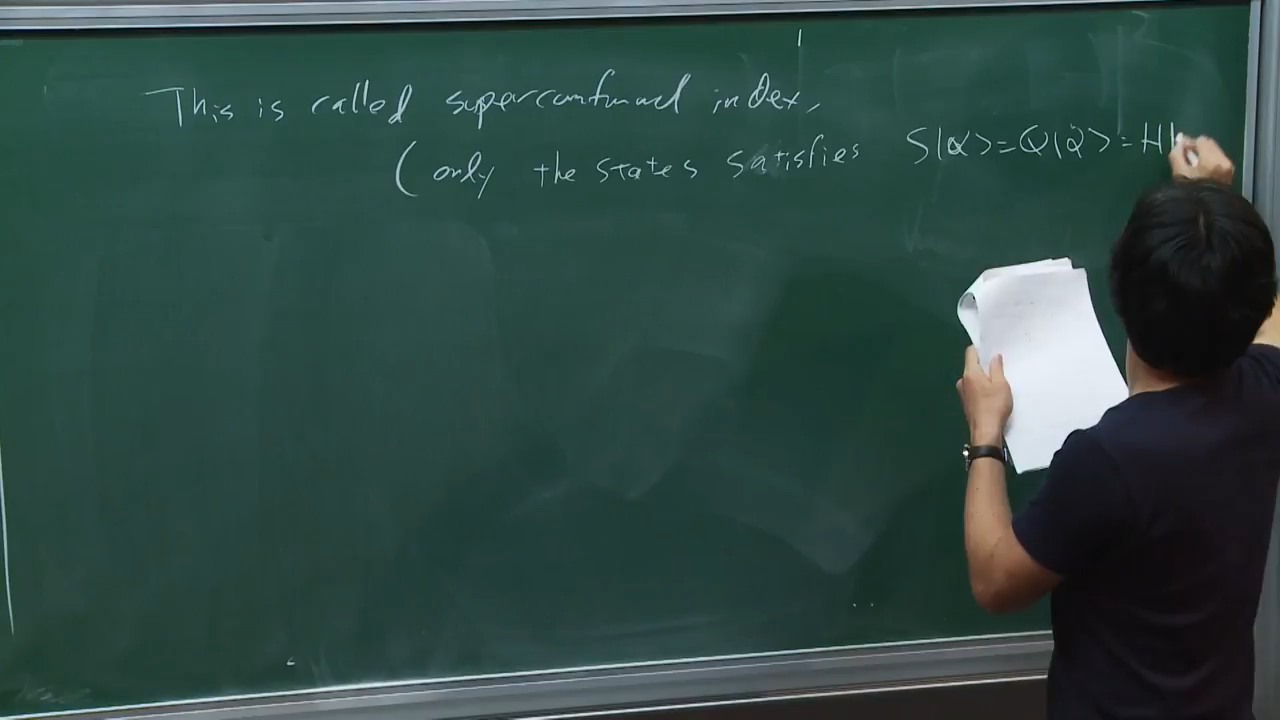 This is called superconformal index,
(only the states satisfies S|α>=Q|α>=H|